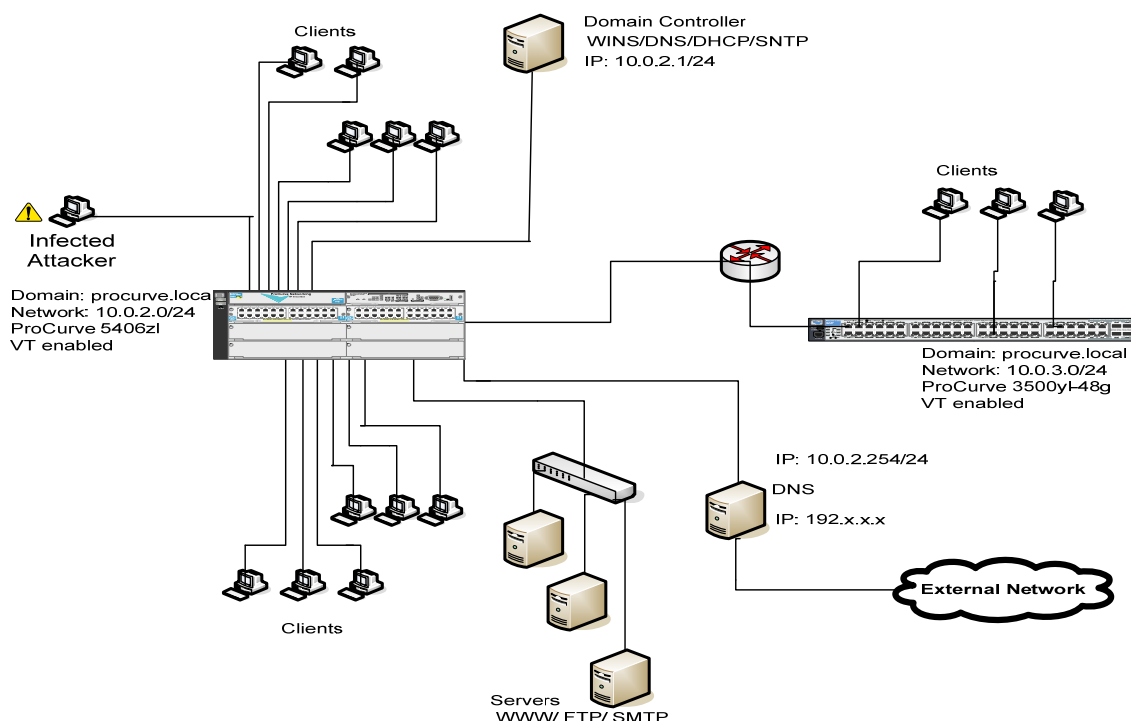 Clients
Domain Controller
WINS/DNS/DHCP/SNTP
IP: 10.0.2.1/24
Infected
Attacker
Domain: procurve.loca
Network: 10.0.2.0/24
ProCurve 5406zl
VT enabled
Clients
Domain: procurve.local
Network: 10.0.3.0/24
ProCurve 3500yl-48g
VT enabled
IP: 10.0.2.254/24
DNS
IP: 192.x.x.x
External Network
Clients
Servers
WWW/ FTP/ SMTP